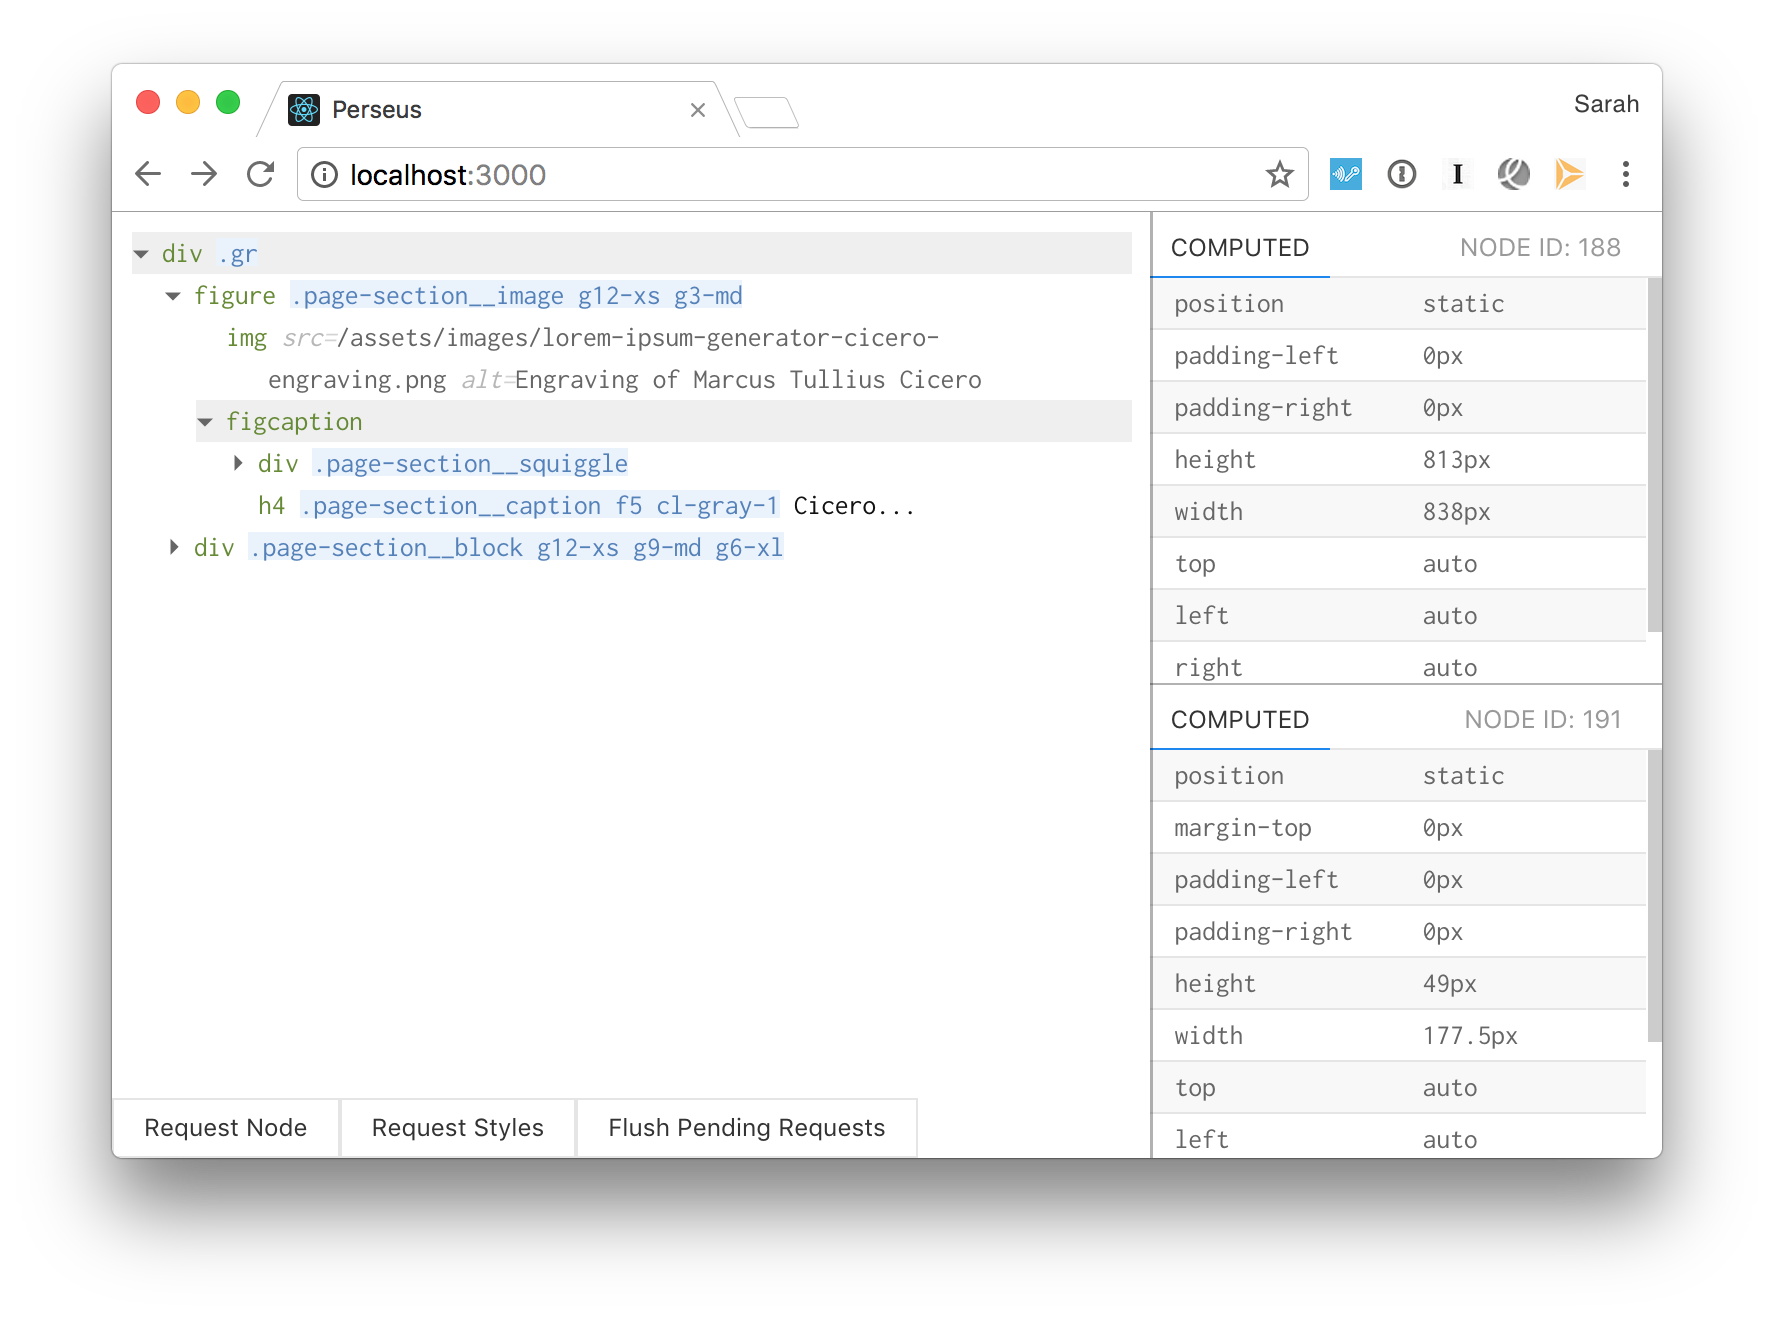 Perseus
Sarah
localhost:3000
div .gr
figure .page-section__image g12-xs g3-md
img src=/assets/images/lorem-ipsum-generator-cicero-
engraving.png alt=Engraving of Marcus Tullius Cicero
figcaption
div .page-section__squiggle
h4 .page-section__caption f5 cl-gray-1 Cicero...
div .page-section__block g12-xs g9-md g6-xl
Request Node
Request Styles
Flush Pending Requests
COMPUTED NODE ID: 188
position static
padding-left 0px
padding-right 0px
height 813px
width 838px
top auto
left auto
right auto
COMPUTED NODE ID: 191
position static
margin-top 0px
padding-left 0px
padding-right 0px
height 49px
width 177.5px
top auto
left auto